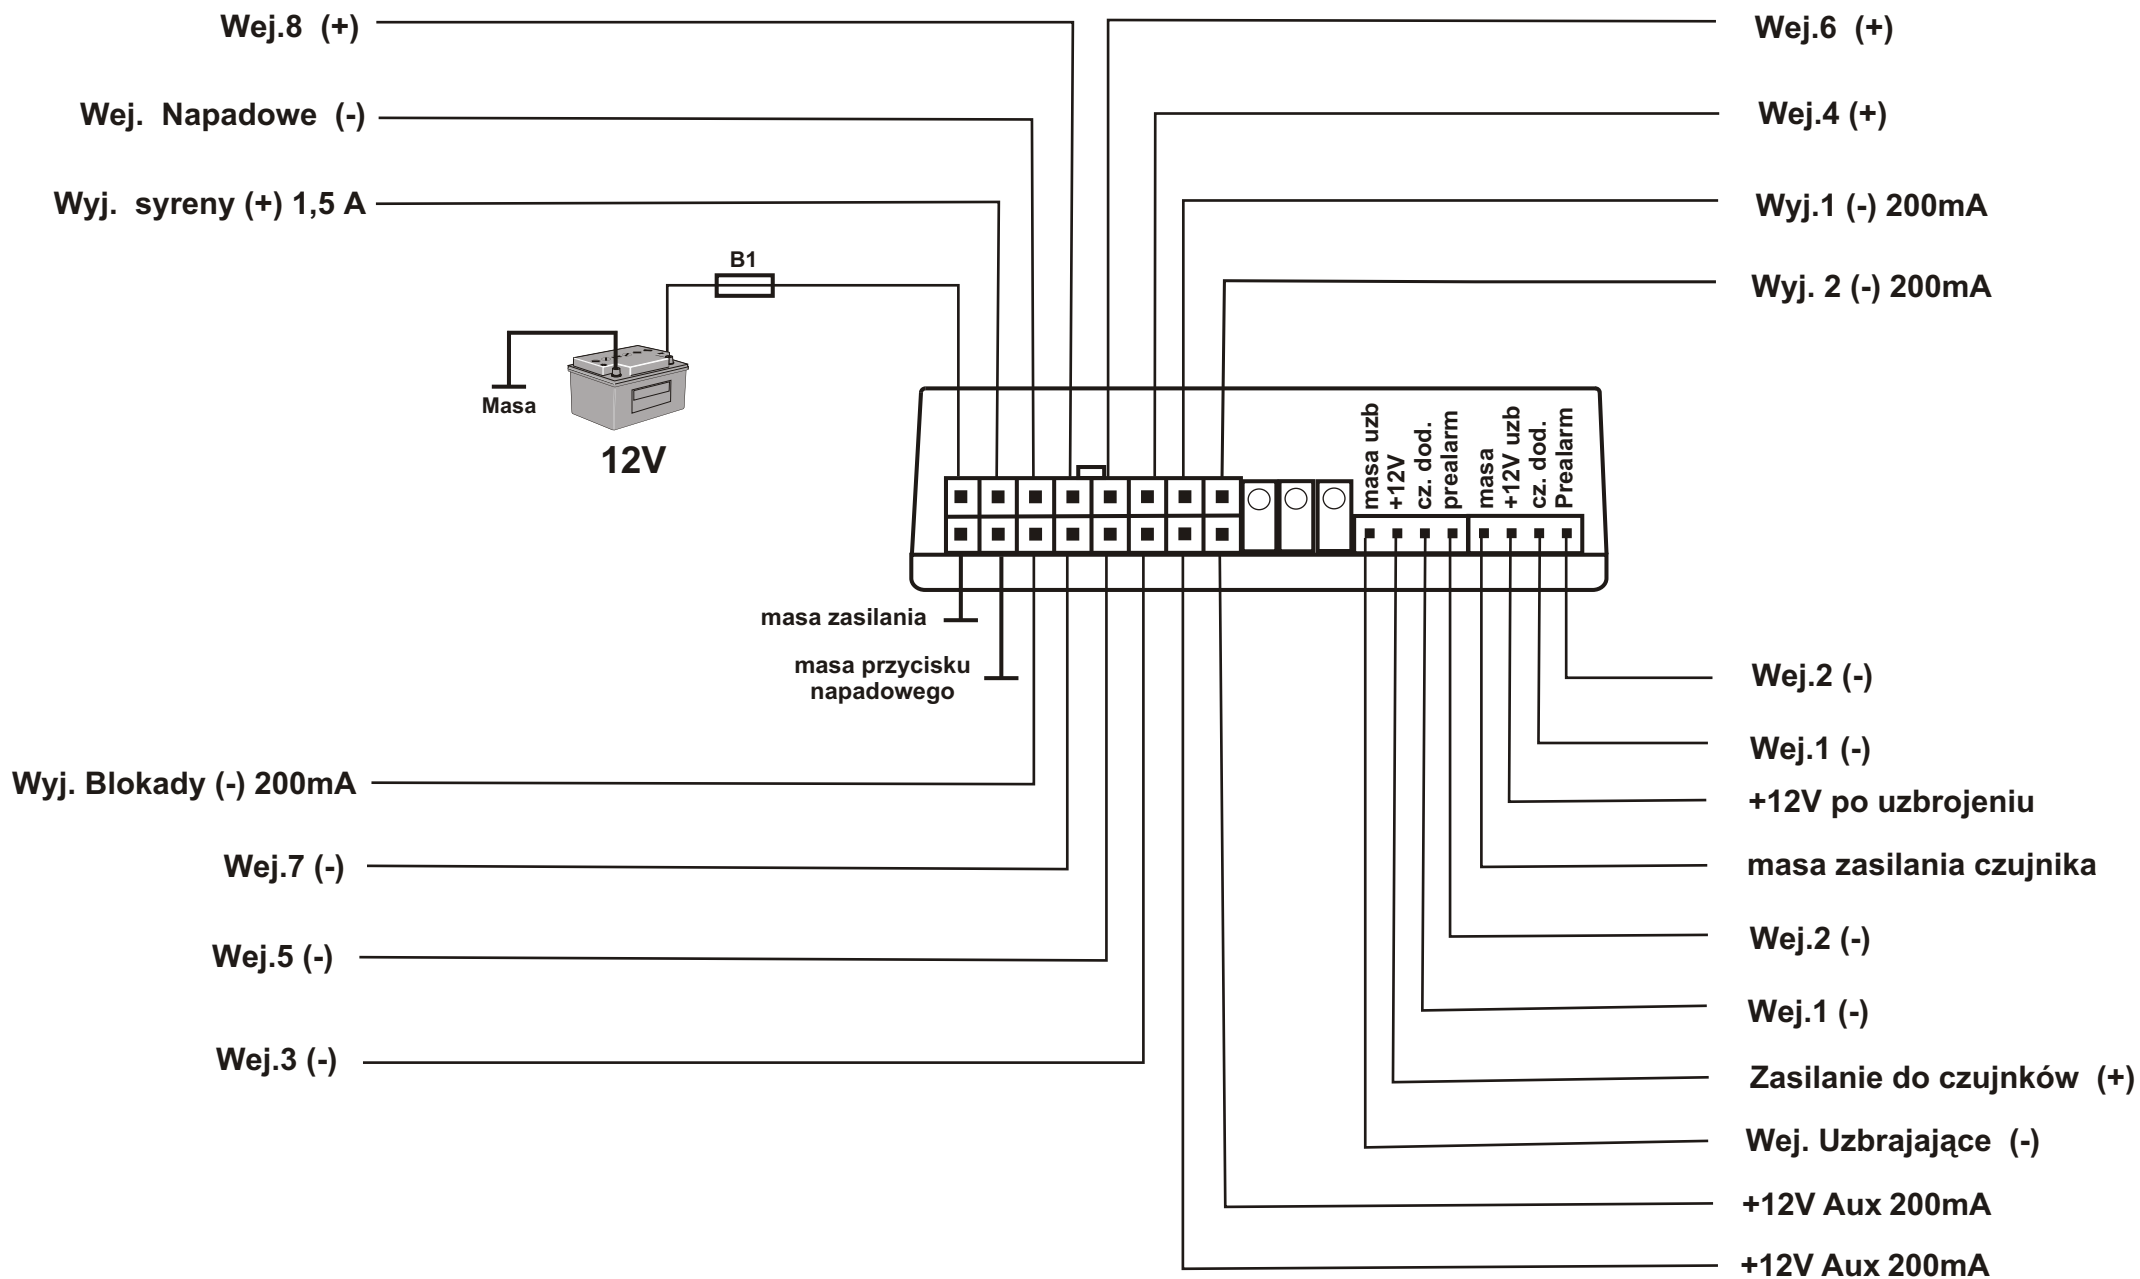 Wej.8 (+)
Wej. Napadowe (-)
Wyj. syreny (+) 1,5 A
B1
Masa
12V
Wej.6 (+)
Wej.4 (+)
Wyj.1 (-) 200mA
Wyj. 2 (-) 200mA
masa uzb
+12V
cz. dod.
prealarm
masa
+12V uzb
cz. dod.
Prealarm
masa zasilania
masa przycisku
napadowego
Wyj. Blokady (-) 200mA
Wej.7 (-)
Wej.5 (-)
Wej.3 (-)
Wej.2 (-)
Wej.1 (-)
+12V po uzbrojeniu
masa zasilania czujnika
Wej.2 (-)
Wej.1 (-)
Zasilanie do czujnków (+)
Wej. Uzbrajające (-)
+12V Aux 200mA
+12V Aux 200mA